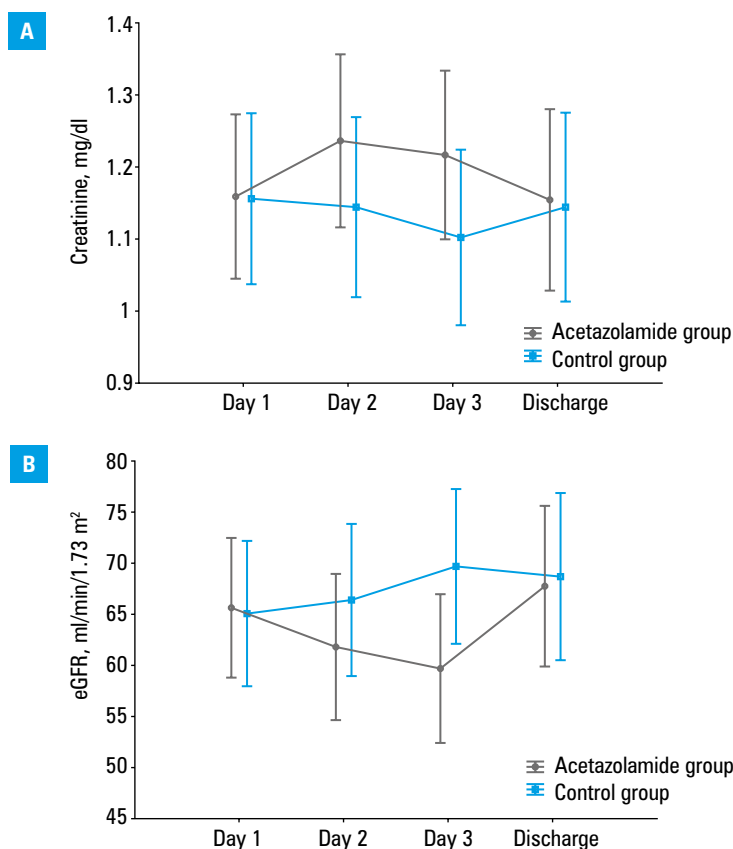 A
Creatinine, mg/dl
1.4
1.3
1.2
1.1
1
0.9
Acetazolamide group
Control group
Day 1 Day 2 Day 3 Discharge
B
eGFR, ml/min/1.73 m²
80
75
70
65
60
55
50
45
Acetazolamide group
Control group
Day 1 Day 2 Day 3 Discharge